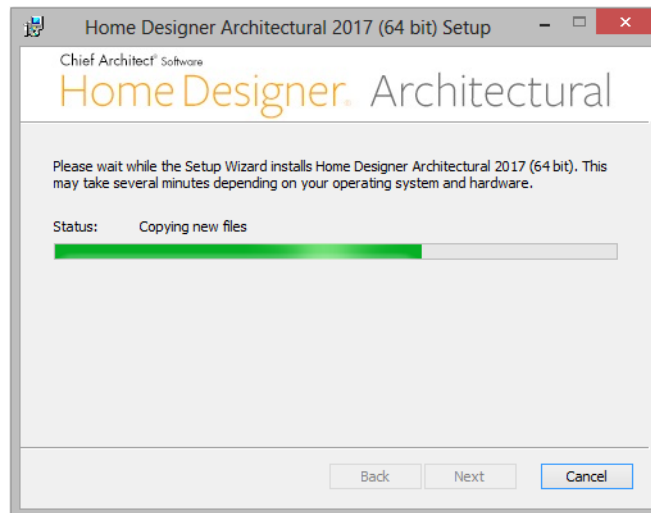 Home Designer Architectural 2017 (64 bit) Setup
Chief Architect® Software
Home Designer® Architectural
Please wait while the Setup Wizard installs Home Designer Architectural 2017 (64 bit). This
may take several minutes depending on your operating system and hardware.
Status: Copying new files
Back Next Cancel